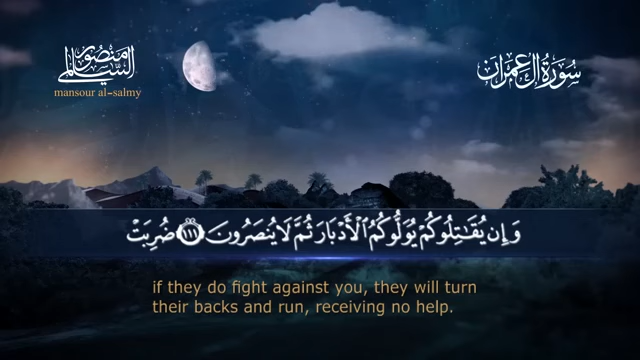 منصور السالمي
mansour al-salmy
سورة آل عمران
وَإِن يُقَٰتِلُوكُمْ يُوَلُّوكُمُ ٱلْأَدْبَارَ ثُمَّ لَا يُنصَرُونَ ١١١ ضُرِبَتْ
if they do fight against you, they will turn
their backs and run, receiving no help.